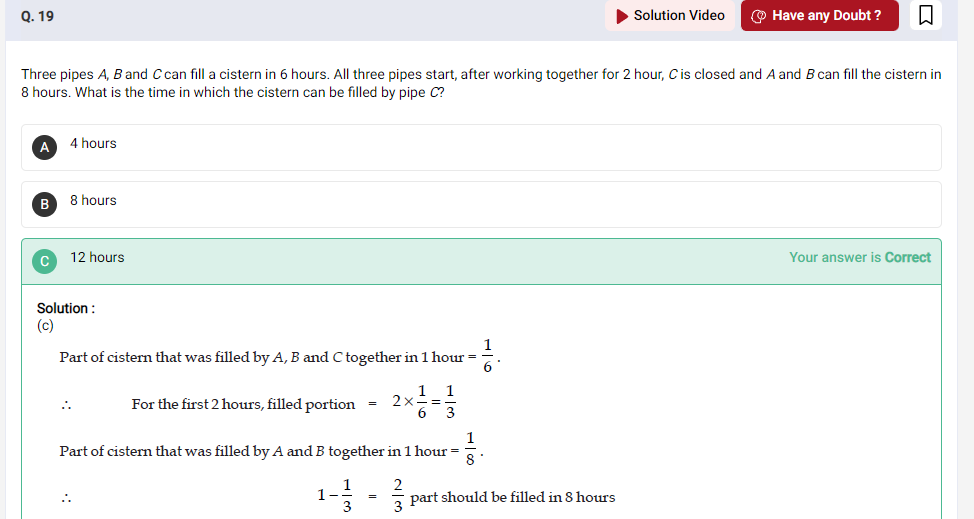 Q. 19
Solution Video
Have any Doubt ?
Three pipes A, B and C can fill a cistern in 6 hours. All three pipes start, after working together for 2 hour, C is closed and A and B can fill the cistern in
8 hours. What is the time in which the cistern can be filled by pipe C?
A 4 hours
B 8 hours
C 12 hours Your answer is Correct
Solution :
(c)
Part of cistern that was filled by A, B and C together in 1 hour = 1/6 .
∴ For the first 2 hours, filled portion = 2 × 1/6 = 1/3
Part of cistern that was filled by A and B together in 1 hour = 1/8 .
∴ 1 − 1/3 = 2/3 part should be filled in 8 hours